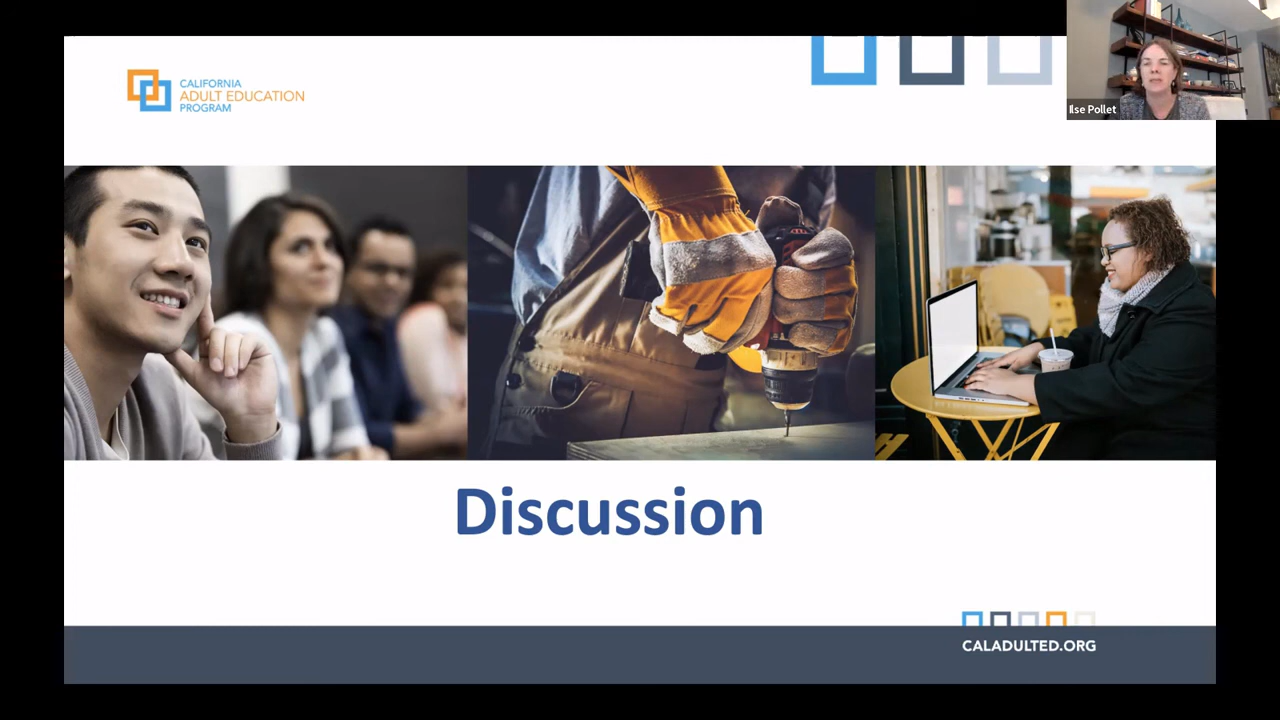 CALIFORNIA
ADULT EDUCATION
PROGRAM
Ilse Pollet
Discussion
CALADULTED.ORG